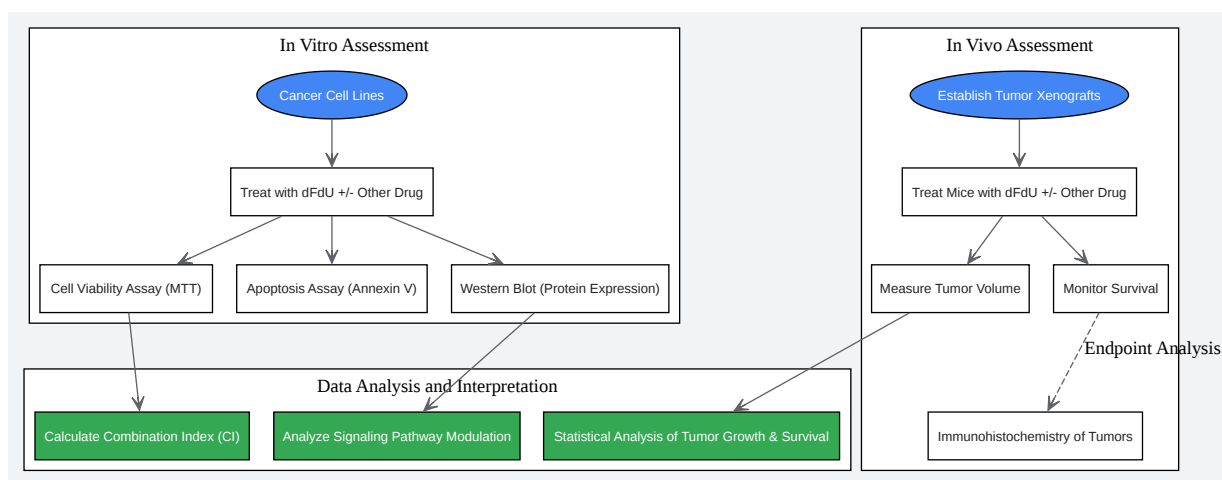 In Vitro Assessment
Cancer Cell Lines
Treat with dFdU +/- Other Drug
Cell Viability Assay (MTT)
Apoptosis Assay (Annexin V)
Western Blot (Protein Expression)
In Vivo Assessment
Establish Tumor Xenografts
Treat Mice with dFdU +/- Other Drug
Measure Tumor Volume
Monitor Survival
Endpoint Analysis
Immunohistochemistry of Tumors
Data Analysis and Interpretation
Calculate Combination Index (CI)
Analyze Signaling Pathway Modulation
Statistical Analysis of Tumor Growth & Survival